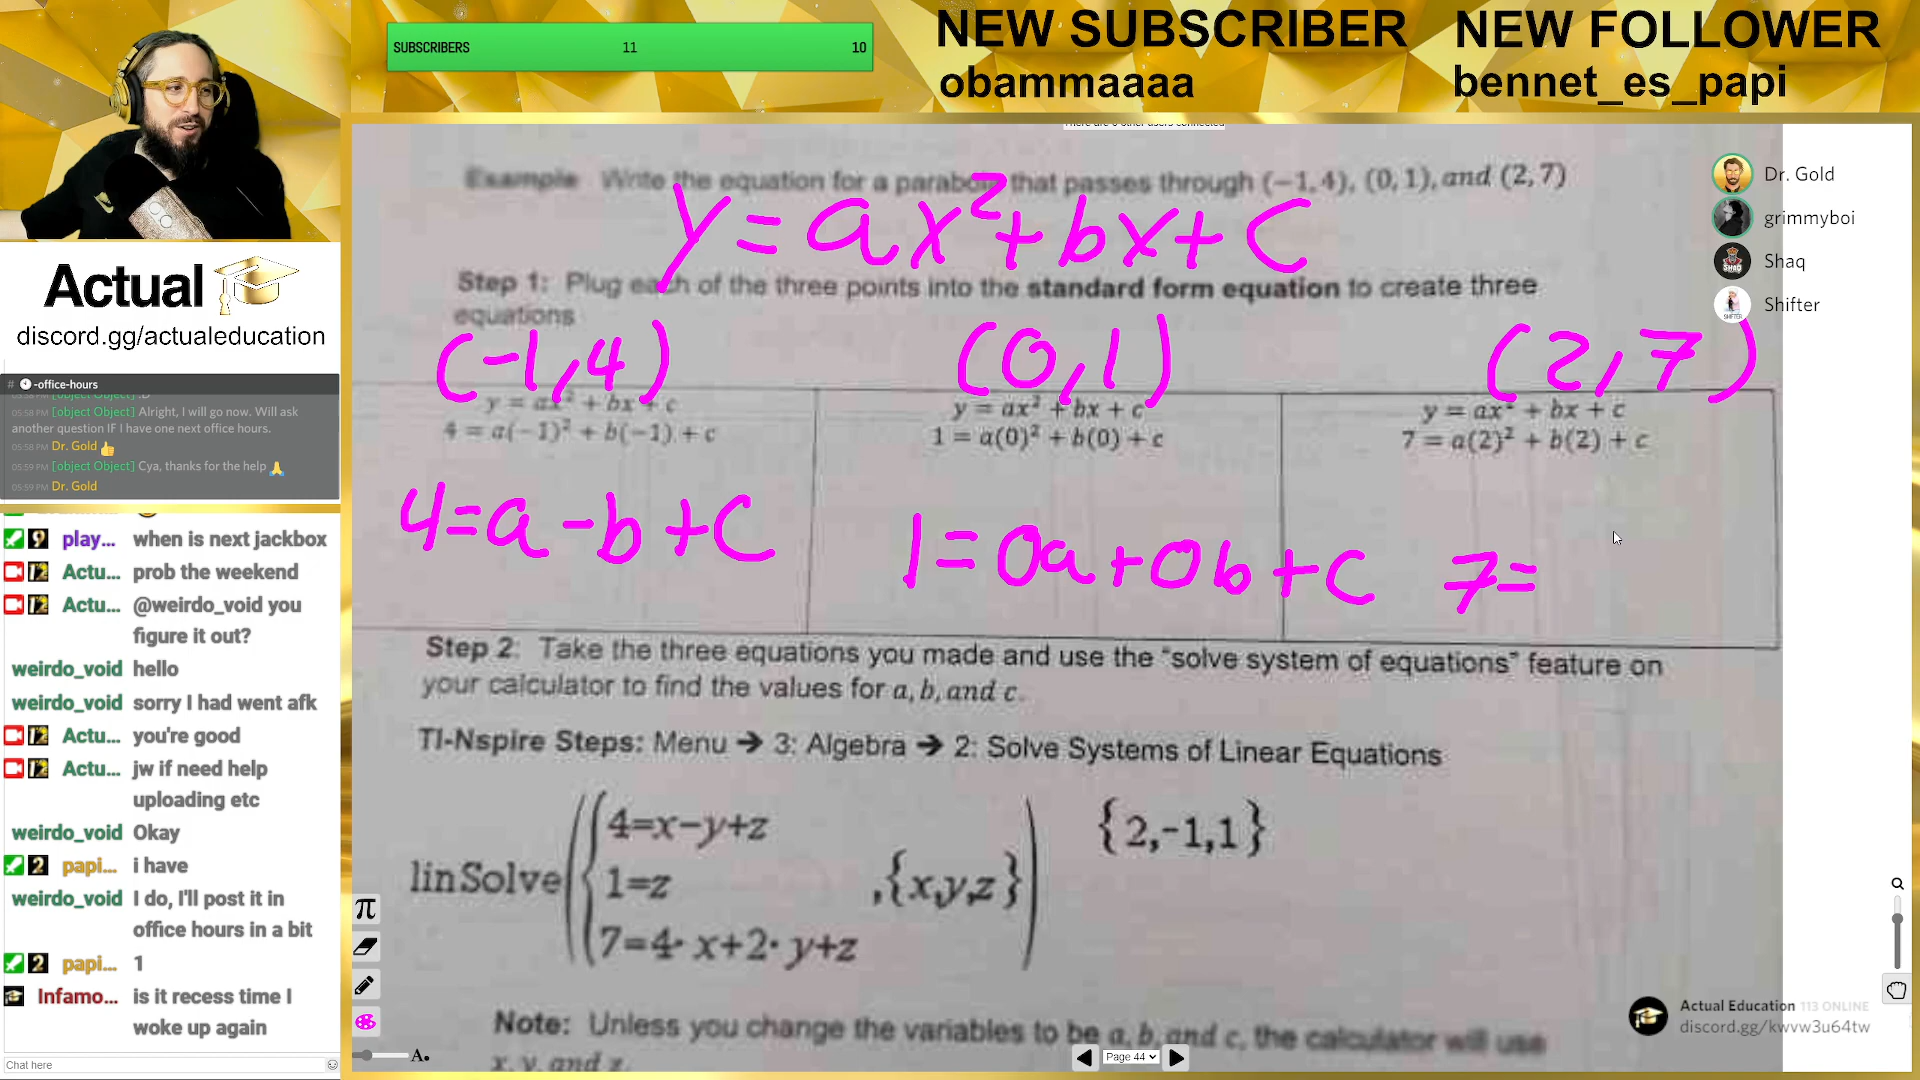 SUBSCRIBERS 11 10
NEW SUBSCRIBER
obammaaaa
NEW FOLLOWER
bennet_es_papi
Actual
discord.gg/actualeducation
# -office-hours
05:58 PM [object Object] Alright, I will go now. Will ask
another question IF I have one next office hours.
05:58 PM Dr. Gold
05:59 PM [object Object] Cya, thanks for the help
05:59 PM Dr. Gold
9 play... when is next jackbox
12 Actu... prob the weekend
12 Actu... @weirdo_void you
figure it out?
weirdo_void hello
weirdo_void sorry I had went afk
12 Actu... you're good
12 Actu... jw if need help
uploading etc
weirdo_void Okay
2 papi... i have
weirdo_void I do, I'll post it in
office hours in a bit
2 papi... 1
Infamo... is it recess time I
woke up again
Chat here
Example Write the equation for a parabola that passes through (−1,4), (0,1), and (2,7)
y=ax²+bx+c
Step 1: Plug each of the three points into the standard form equation to create three
equations
(-1,4) (0,1) (2,7)
y = ax² + bx + c
4 = a(−1)² + b(−1) + c
4=a-b+c
y = ax² + bx + c
1 = a(0)² + b(0) + c
1=0a+0b+c
y = ax² + bx + c
7 = a(2)² + b(2) + c
7=
Step 2: Take the three equations you made and use the "solve system of equations" feature on
your calculator to find the values for a, b, and c.
TI-Nspire Steps: Menu → 3: Algebra → 2: Solve Systems of Linear Equations
linSolve({4=x−y+z
1=z
7=4· x+2· y+z
,{x,y,z}) {2,-1,1}
Note: Unless you change the variables to be a, b, and c, the calculator will use
x, y, and z.
π
A.
Page 44
Dr. Gold
grimmyboi
Shaq
Shifter
Actual Education 113 ONLINE
discord.gg/kwvw3u64tw